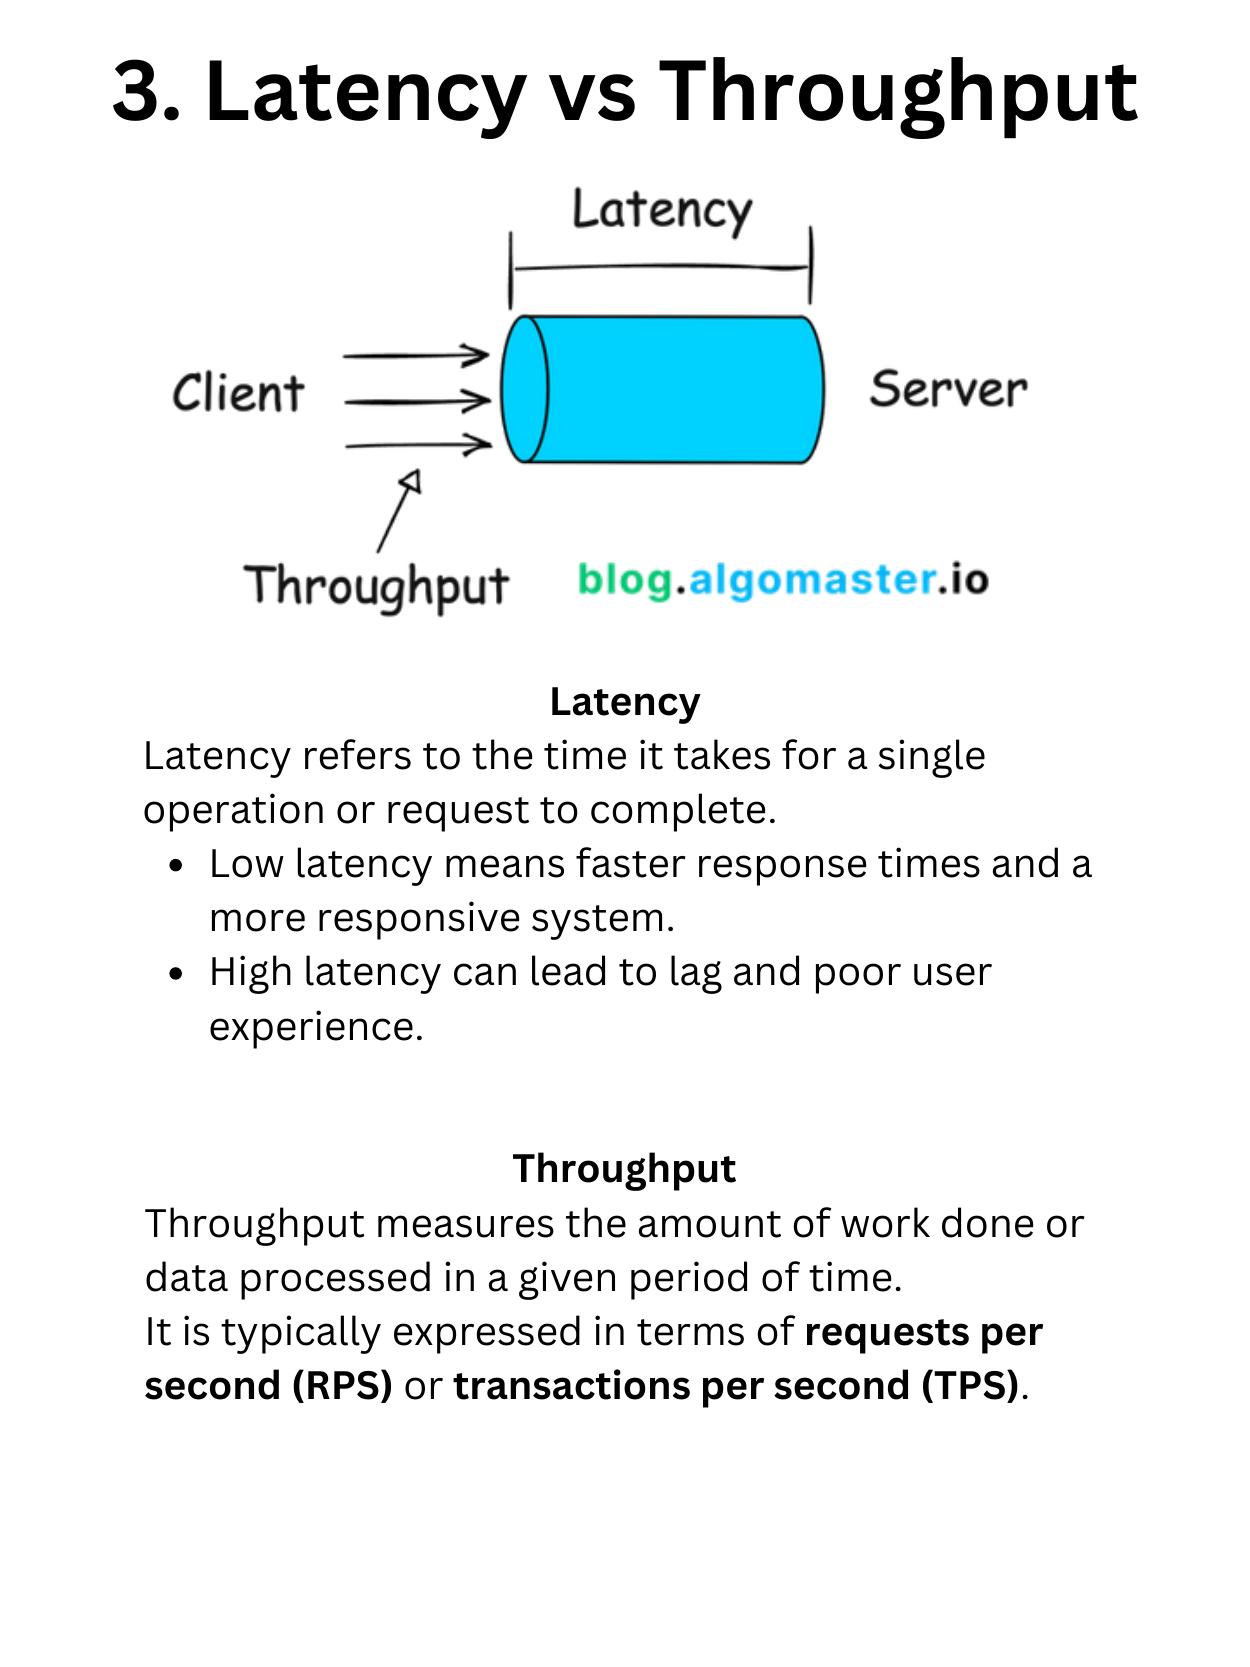 3. Latency vs Throughput
Latency
Client
Server
Throughput
blog.algomaster.io
Latency
Latency refers to the time it takes for a single
operation or request to complete.
• Low latency means faster response times and a
more responsive system.
• High latency can lead to lag and poor user
experience.
Throughput
Throughput measures the amount of work done or
data processed in a given period of time.
It is typically expressed in terms of requests per
second (RPS) or transactions per second (TPS).